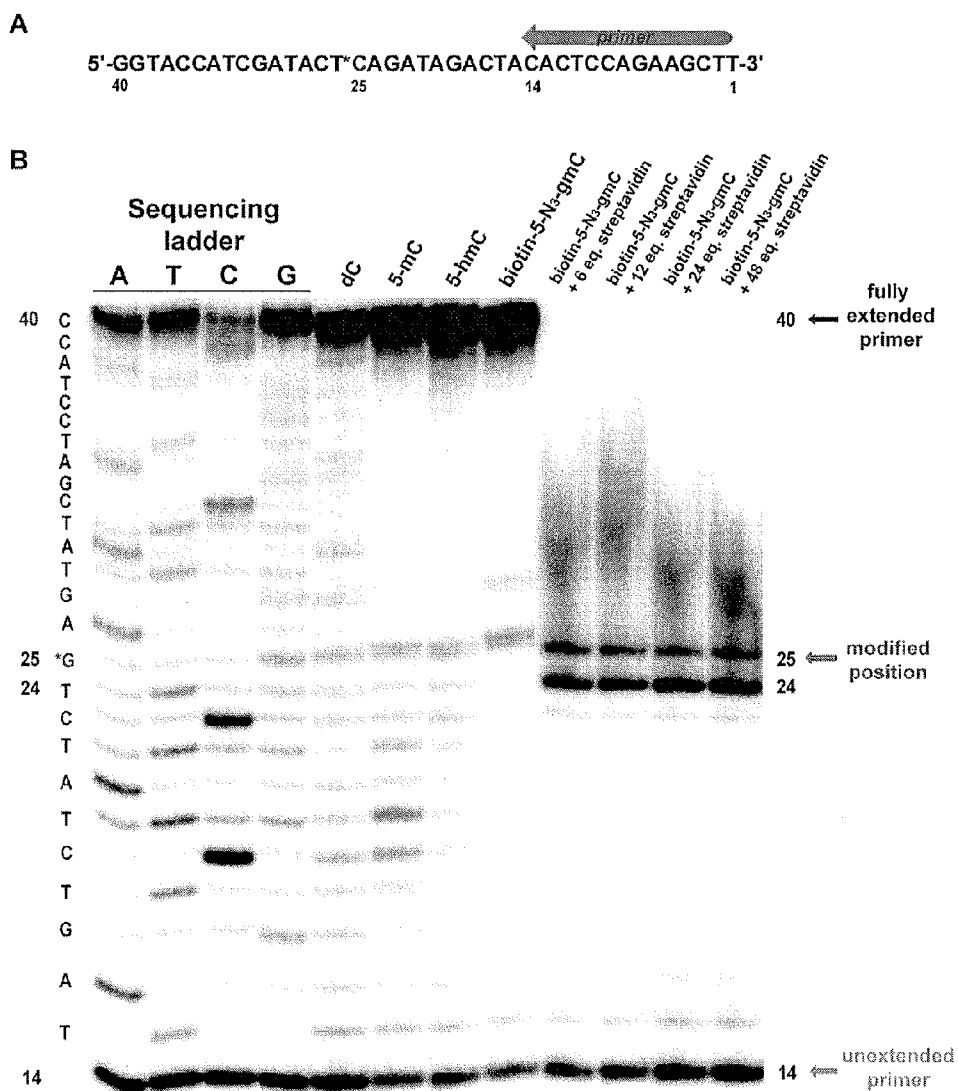 A
primer
5'-GGTACCATCGATACT*CAGATAGACTACACTCCAGAAGCTT-3'
40 25 14 1
B
Sequencing
ladder
A T C G
dC
5-mC
5-hmC
biotin-5-N3-gmC
biotin-5-N3-gmC
+ 6 eq. streptavidin
biotin-5-N3-gmC
+ 12 eq. streptavidin
biotin-5-N3-gmC
+ 24 eq. streptavidin
biotin-5-N3-gmC
+ 48 eq. streptavidin
40 C
C
A
T
C
C
T
A
G
C
T
A
T
G
A
25 *G
24 T
C
T
A
T
C
T
G
A
T
14
40
fully
extended
primer
25
modified
position
24
14
unextended
primer